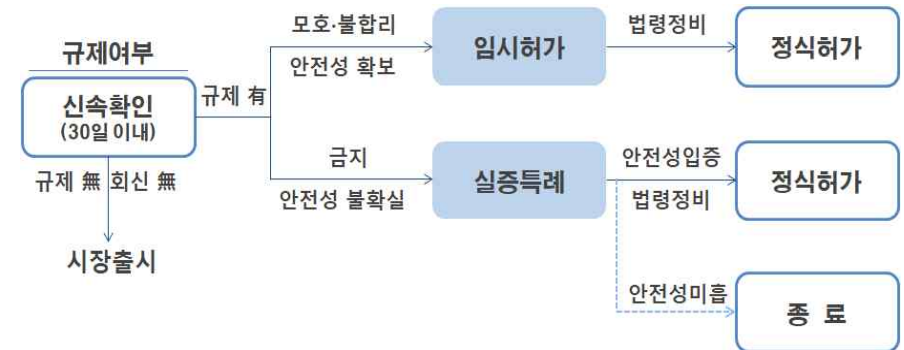 규제여부
신속확인
(30일 이내)
규제 無 회신 無
시장출시
규제 有
모호·불합리
안전성 확보
임시허가
법령정비
정식허가
금지
안전성 불확실
실증특례
안전성입증
법령정비
정식허가
안전성미흡
종 료